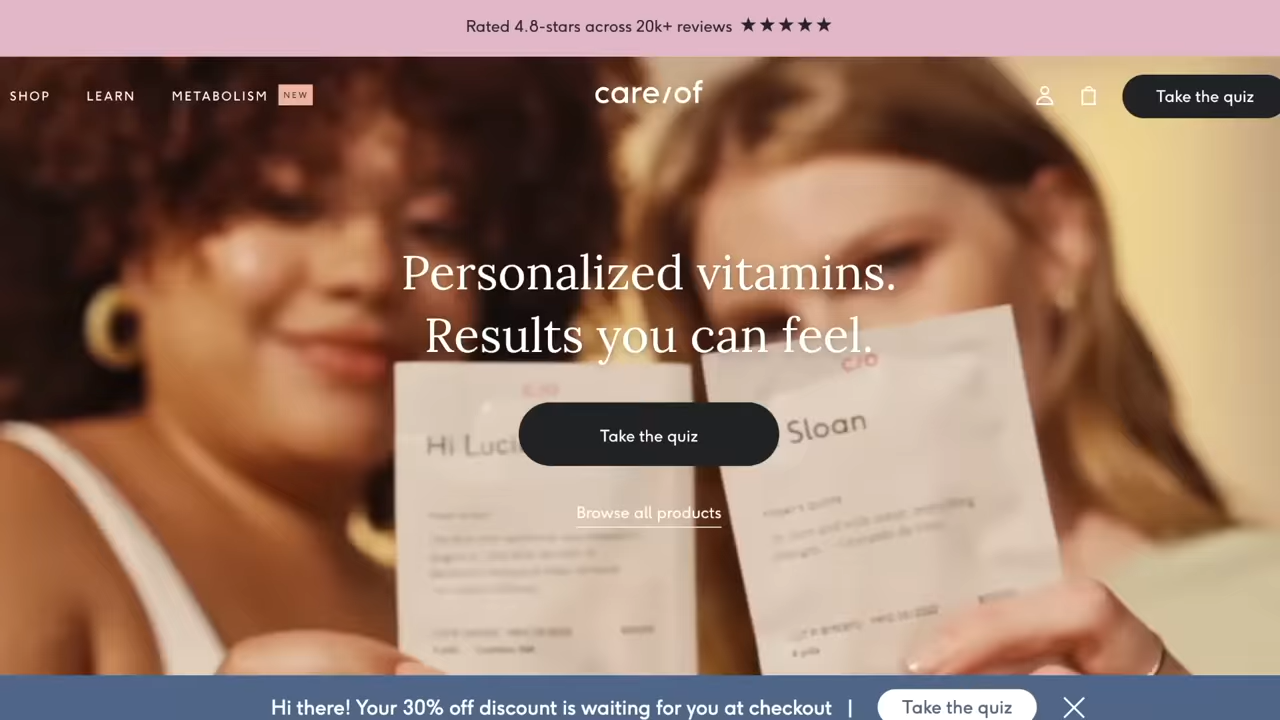 Rated 4.8-stars across 20k+ reviews ★★★★★
SHOP LEARN METABOLISM NEW
care/of
Take the quiz
Personalized vitamins.
Results you can feel.
c/o
c/o
Hi Luci
Sloan
Take the quiz
Browse all products
Hi there! Your 30% off discount is waiting for you at checkout | Take the quiz